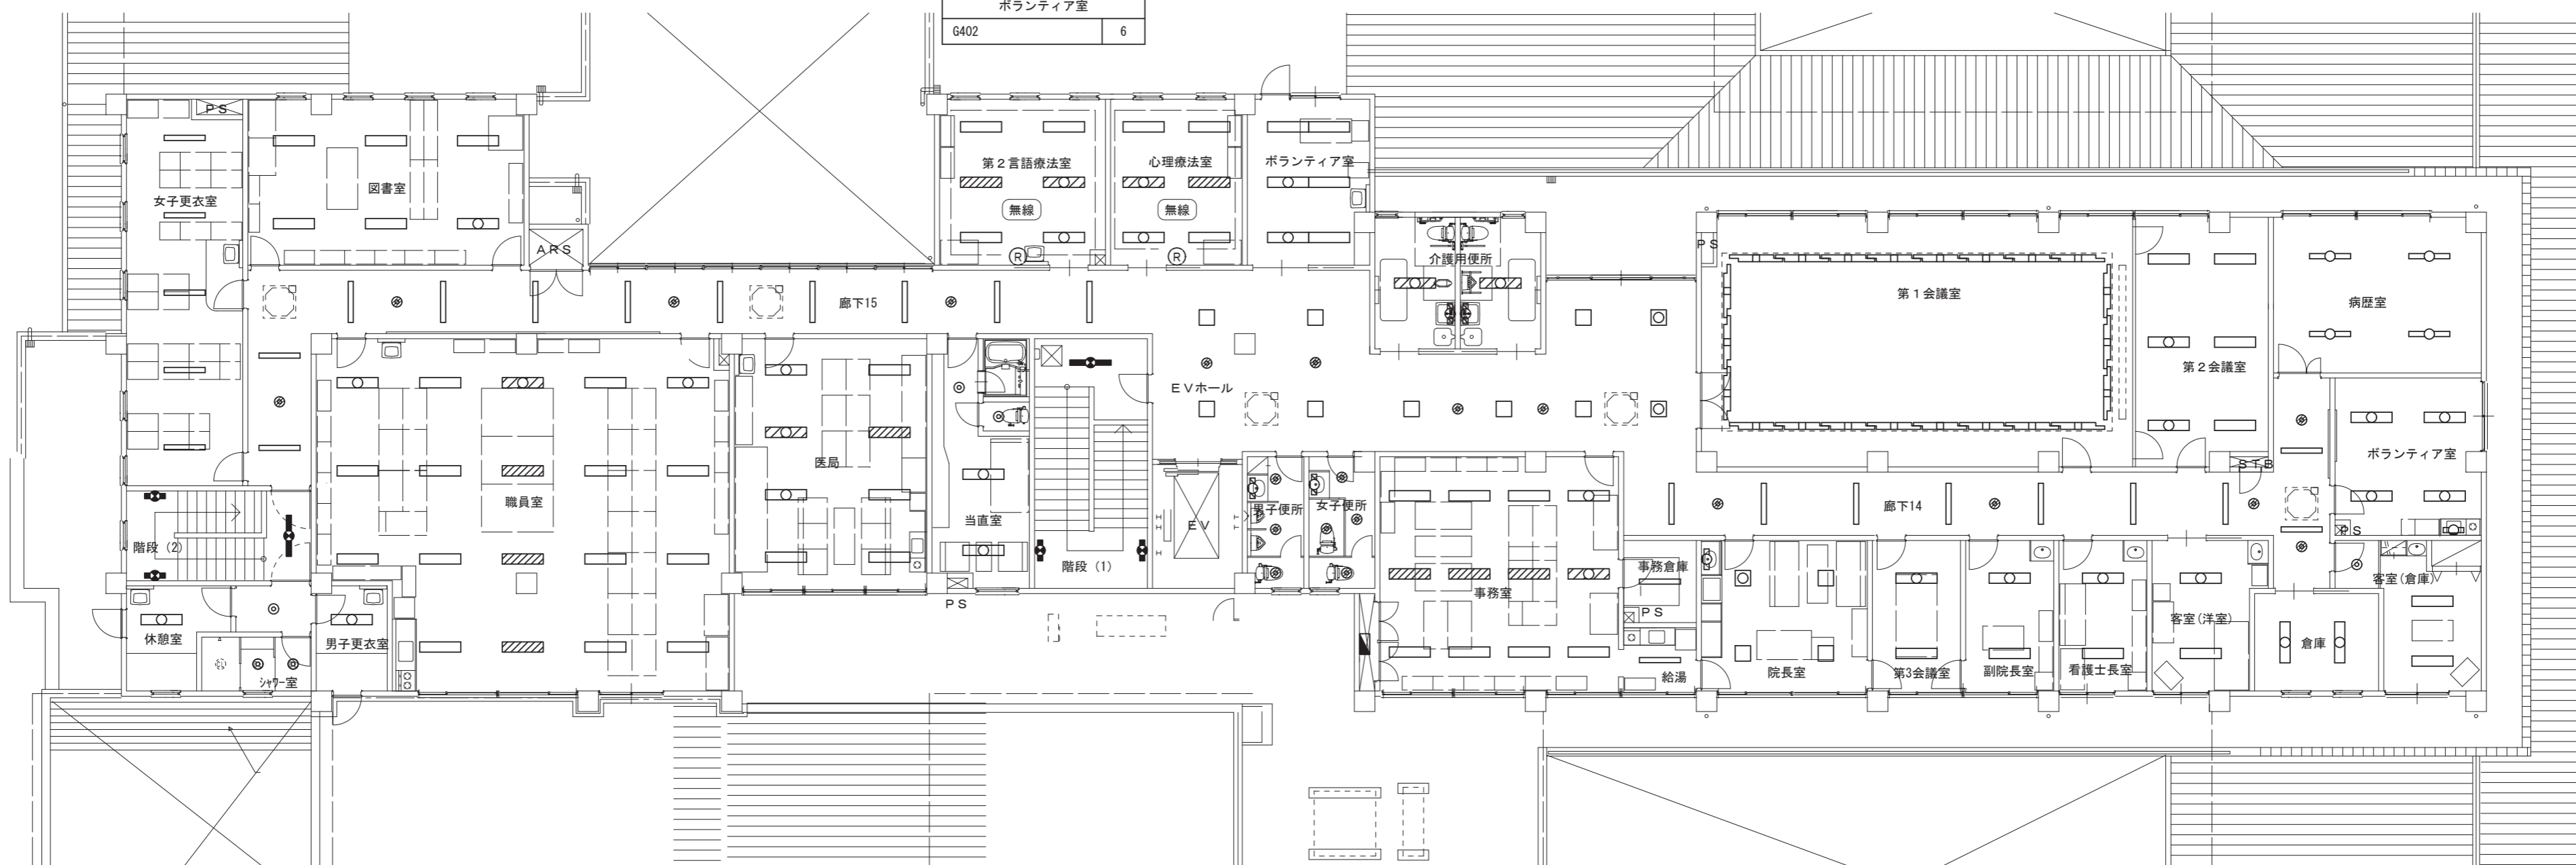 ボランティア室
G402 6
PS
図書室
女子更衣室
ARS
第2言語療法室
心理療法室
ボランティア室
無線
無線
R
R
介護用便所
PS
第1会議室
第2会議室
病歴室
廊下15
EVホール
職員室
医局
当直室
階段(1)
EV
男子便所
女子便所
事務室
事務倉庫
PS
給湯
廊下14
STB
ボランティア室
PS
階段(2)
休憩室
シャワー室
男子更衣室
PS
院長室
第3会議室
副院長室
看護士長室
客室(洋室)
倉庫
客室(倉庫)